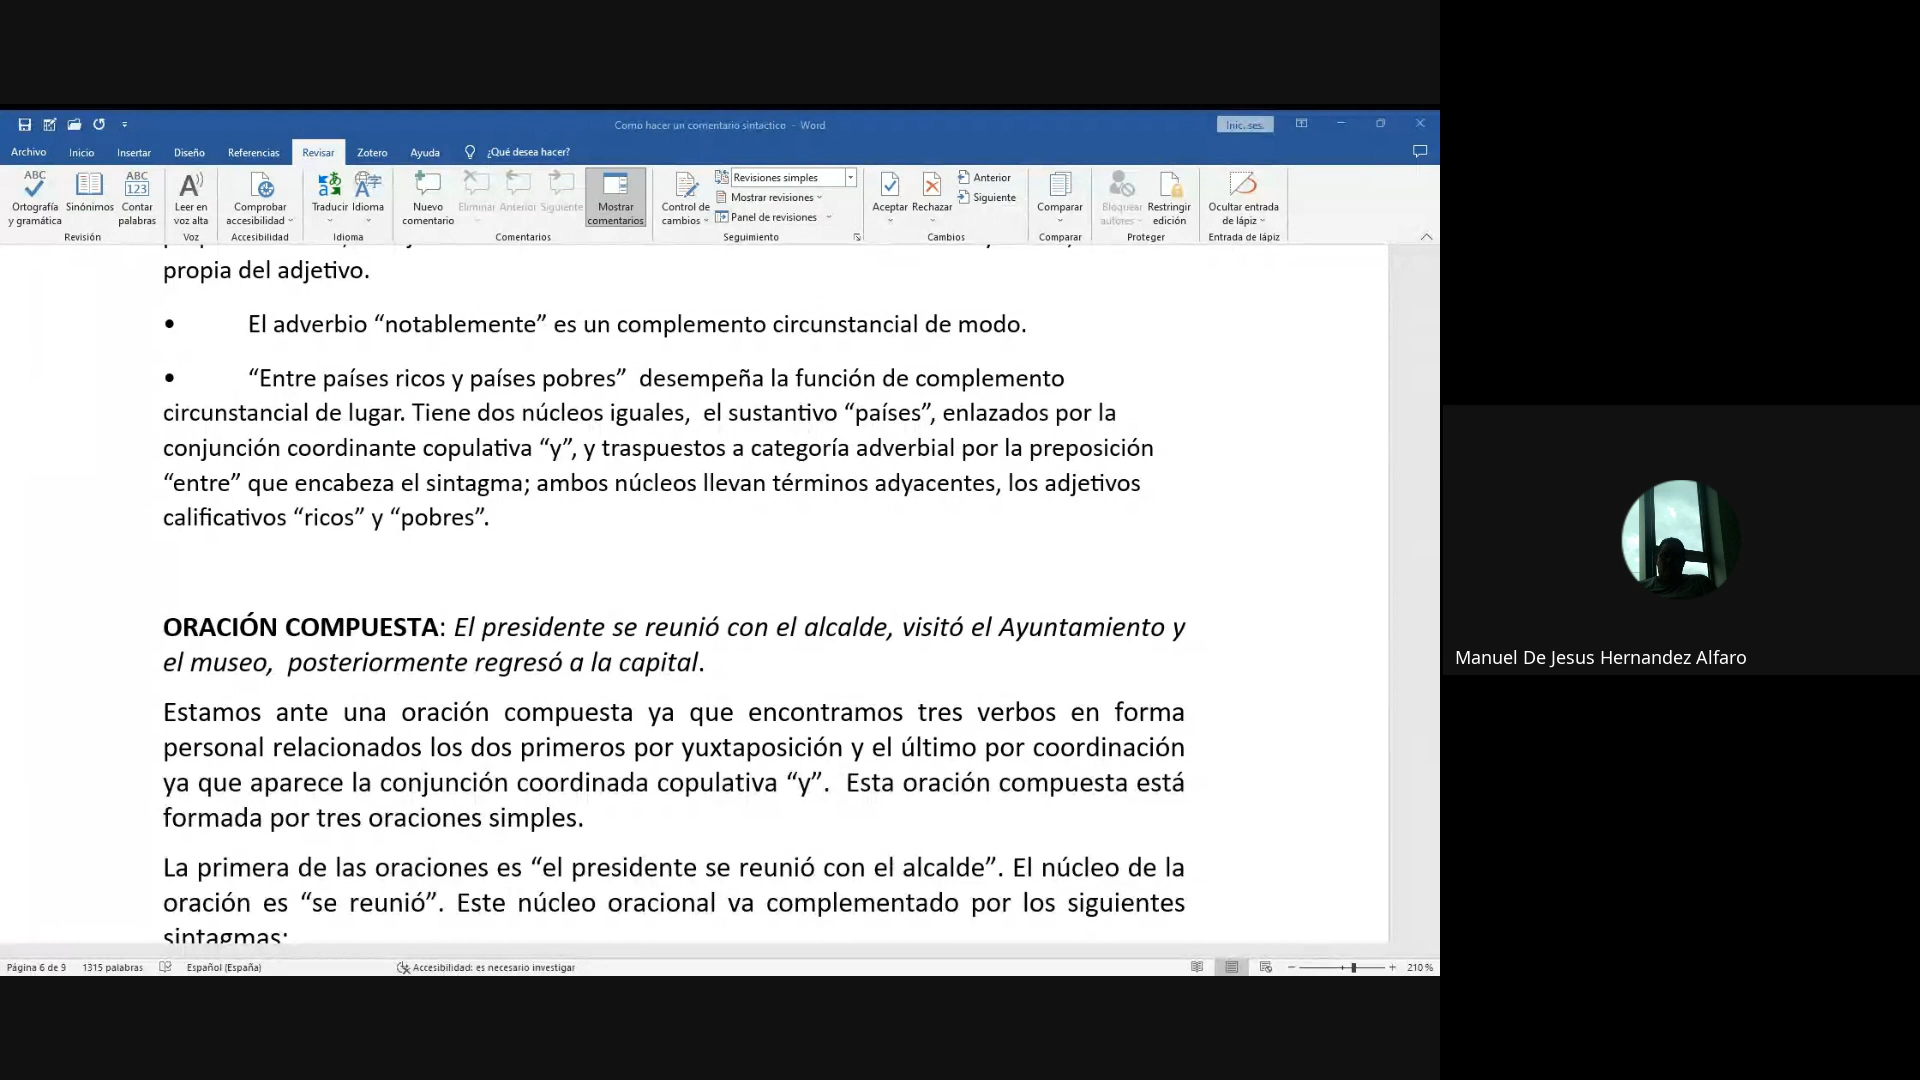 Como hacer un comentario sintactico - Word
Inic. ses.
Archivo Inicio Insertar Diseño Referencias Revisar Zotero Ayuda ¿Qué desea hacer?
ABC
Ortografía
y gramática
Sinónimos
ABC
123
Contar
palabras
Revisión
Leer en
voz alta
Voz
Comprobar
accesibilidad
Accesibilidad
Traducir
Idioma
Idioma
Nuevo
comentario
Eliminar
Anterior
Siguiente
Mostrar
comentarios
Comentarios
Control de
cambios
Revisiones simples
Mostrar revisiones
Panel de revisiones
Seguimiento
Aceptar
Rechazar
Anterior
Siguiente
Cambios
Comparar
Comparar
Bloquear
autores
Restringir
edición
Proteger
Ocultar entrada
de lápiz
Entrada de lápiz
propia del adjetivo.
• El adverbio “notablemente” es un complemento circunstancial de modo.
• “Entre países ricos y países pobres” desempeña la función de complemento
circunstancial de lugar. Tiene dos núcleos iguales, el sustantivo “países”, enlazados por la
conjunción coordinante copulativa “y”, y traspuestos a categoría adverbial por la preposición
“entre” que encabeza el sintagma; ambos núcleos llevan términos adyacentes, los adjetivos
calificativos “ricos” y “pobres”.
ORACIÓN COMPUESTA: El presidente se reunió con el alcalde, visitó el Ayuntamiento y
el museo, posteriormente regresó a la capital.
Estamos ante una oración compuesta ya que encontramos tres verbos en forma
personal relacionados los dos primeros por yuxtaposición y el último por coordinación
ya que aparece la conjunción coordinada copulativa “y”. Esta oración compuesta está
formada por tres oraciones simples.
La primera de las oraciones es “el presidente se reunió con el alcalde”. El núcleo de la
oración es “se reunió”. Este núcleo oracional va complementado por los siguientes
sintagmas:
Página 6 de 9 1315 palabras Español (España) Accesibilidad: es necesario investigar 210 %
Manuel De Jesus Hernandez Alfaro